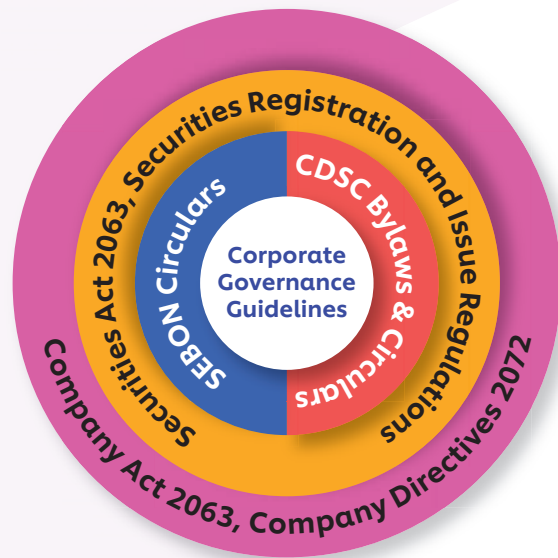 Corporate
Governance
Guidelines
SEBON Circulars
CDSC Bylaws & Circulars
Securities Act 2063, Securities Registration and Issue Regulations
Company Act 2063, Company Directives 2072